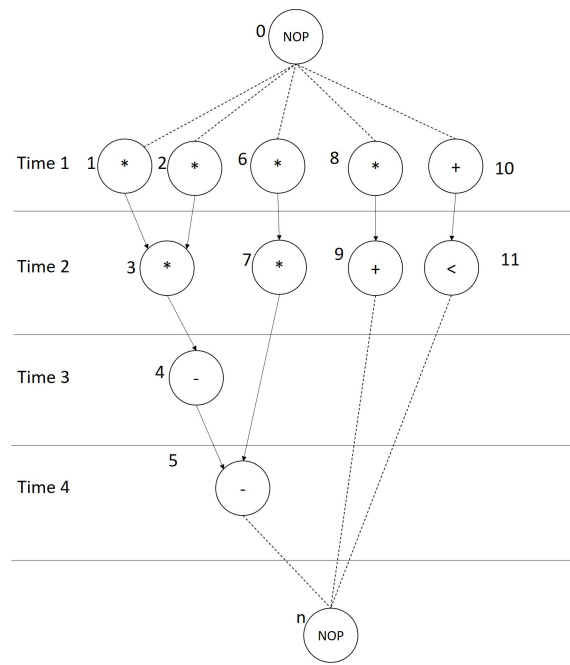 0 NOP
Time 1 1 * 2 * 6 * 8 * + 10
Time 2 3 * 7 * 9 + < 11
Time 3 4 -
5
Time 4 -
n
NOP